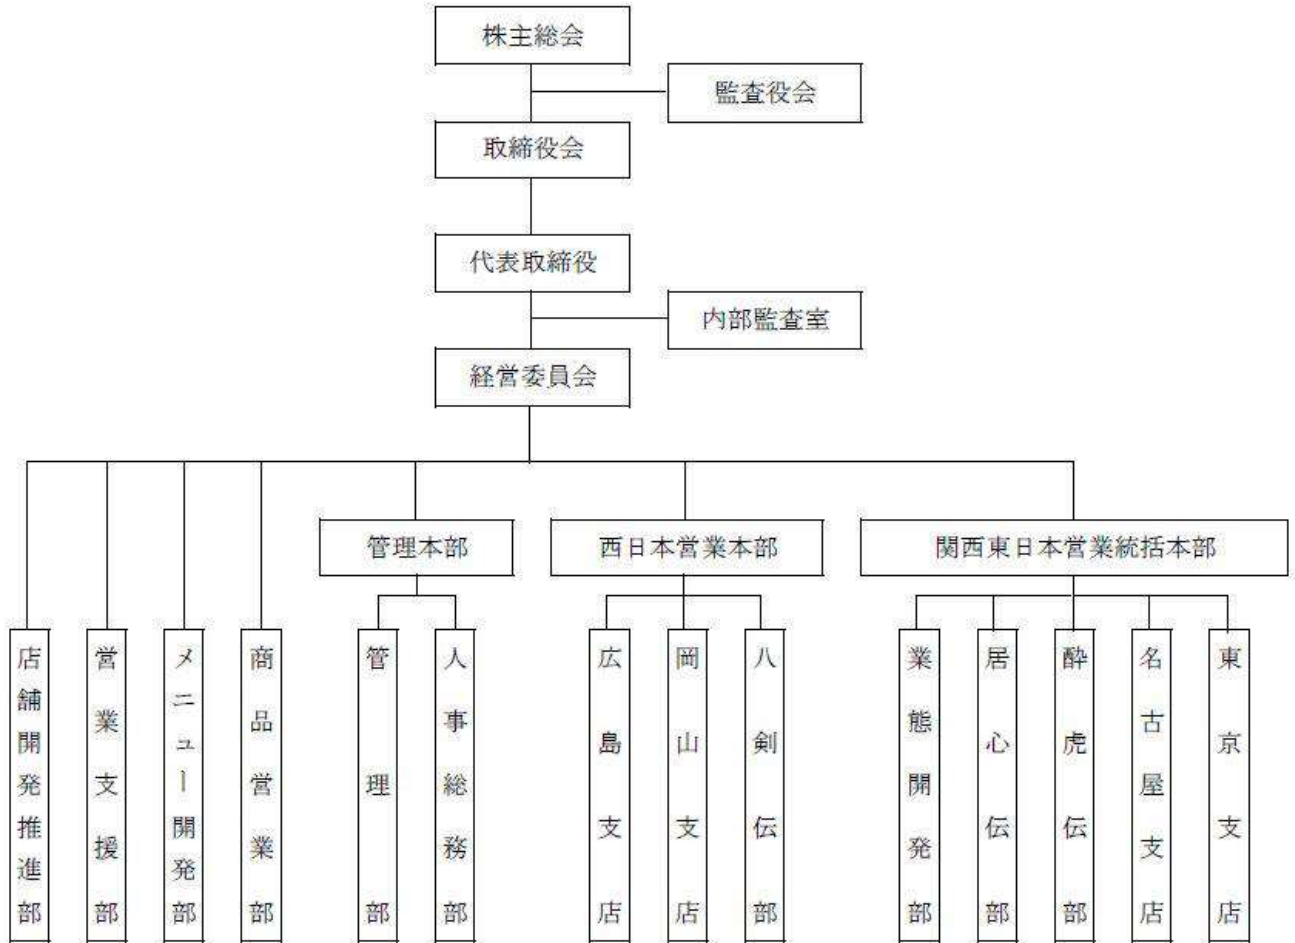 株主総会
監査役会
取締役会
代表取締役
内部監査室
経営委員会
管理本部
西日本営業本部
関西東日本営業統括本部
店舗開発推進部
営業支援部
メニュー開発部
商品営業部
管理部
人事総務部
広島支店
岡山支店
八剣伝部
業態開発部
居心伝部
酔虎伝部
名古屋支店
東京支店